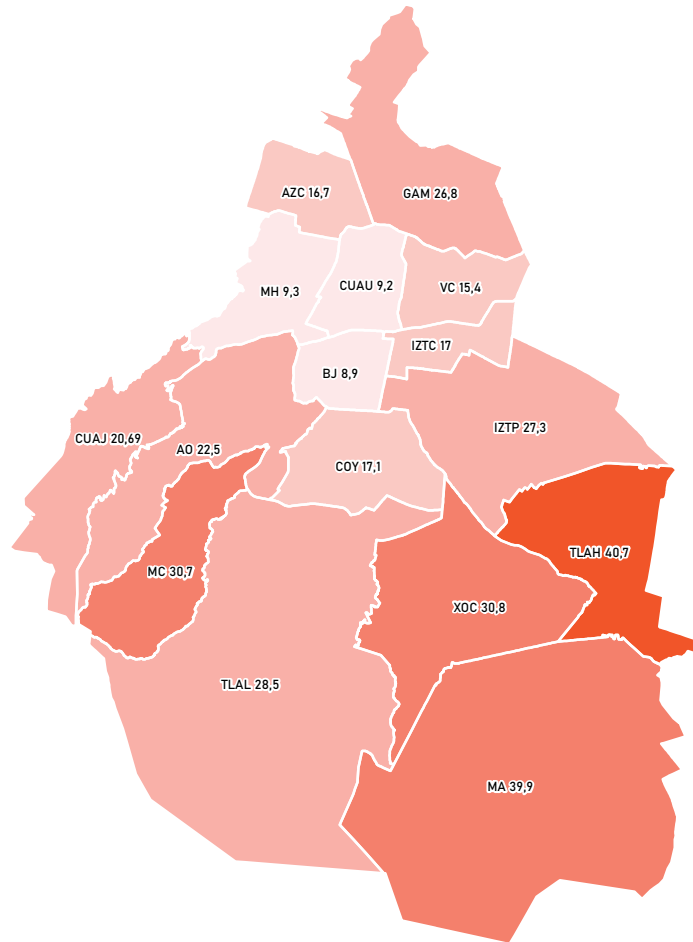 AZC 16,7
GAM 26,8
MH 9,3
CUAU 9,2
VC 15,4
IZTC 17
BJ 8,9
IZTP 27,3
CUAJ 20,69
AO 22,5
COY 17,1
TLAH 40,7
MC 30,7
XOC 30,8
TLAL 28,5
MA 39,9